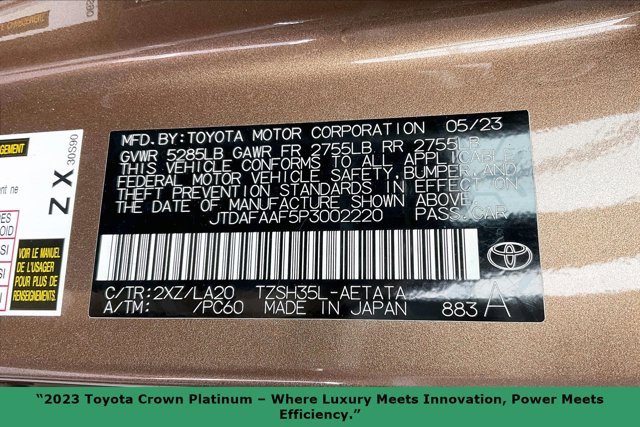 MFD. BY: TOYOTA MOTOR CORPORATION 05/23
GVWR 5285LB GAWR FR 2755LB RR 2755LB
THIS VEHICLE CONFORMS TO ALL APPLICABLE
FEDERAL MOTOR VEHICLE SAFETY, BUMPER, AND
THEFT PREVENTION STANDARDS IN EFFECT ON
THE DATE OF MANUFACTURE SHOWN ABOVE.
JTDAFAAF5P3002220 PASS. CAR
C/TR: 2XZ/LA20 TZSH35L-AETATA
A/TM: /PC60 MADE IN JAPAN 883 A
ZX 30S90
ent ne
VOIR LE MANUEL
DE L'USAGER
POUR PLUS DE
RENSEIGNEMENTS
“2023 Toyota Crown Platinum – Where Luxury Meets Innovation, Power Meets
Efficiency.”